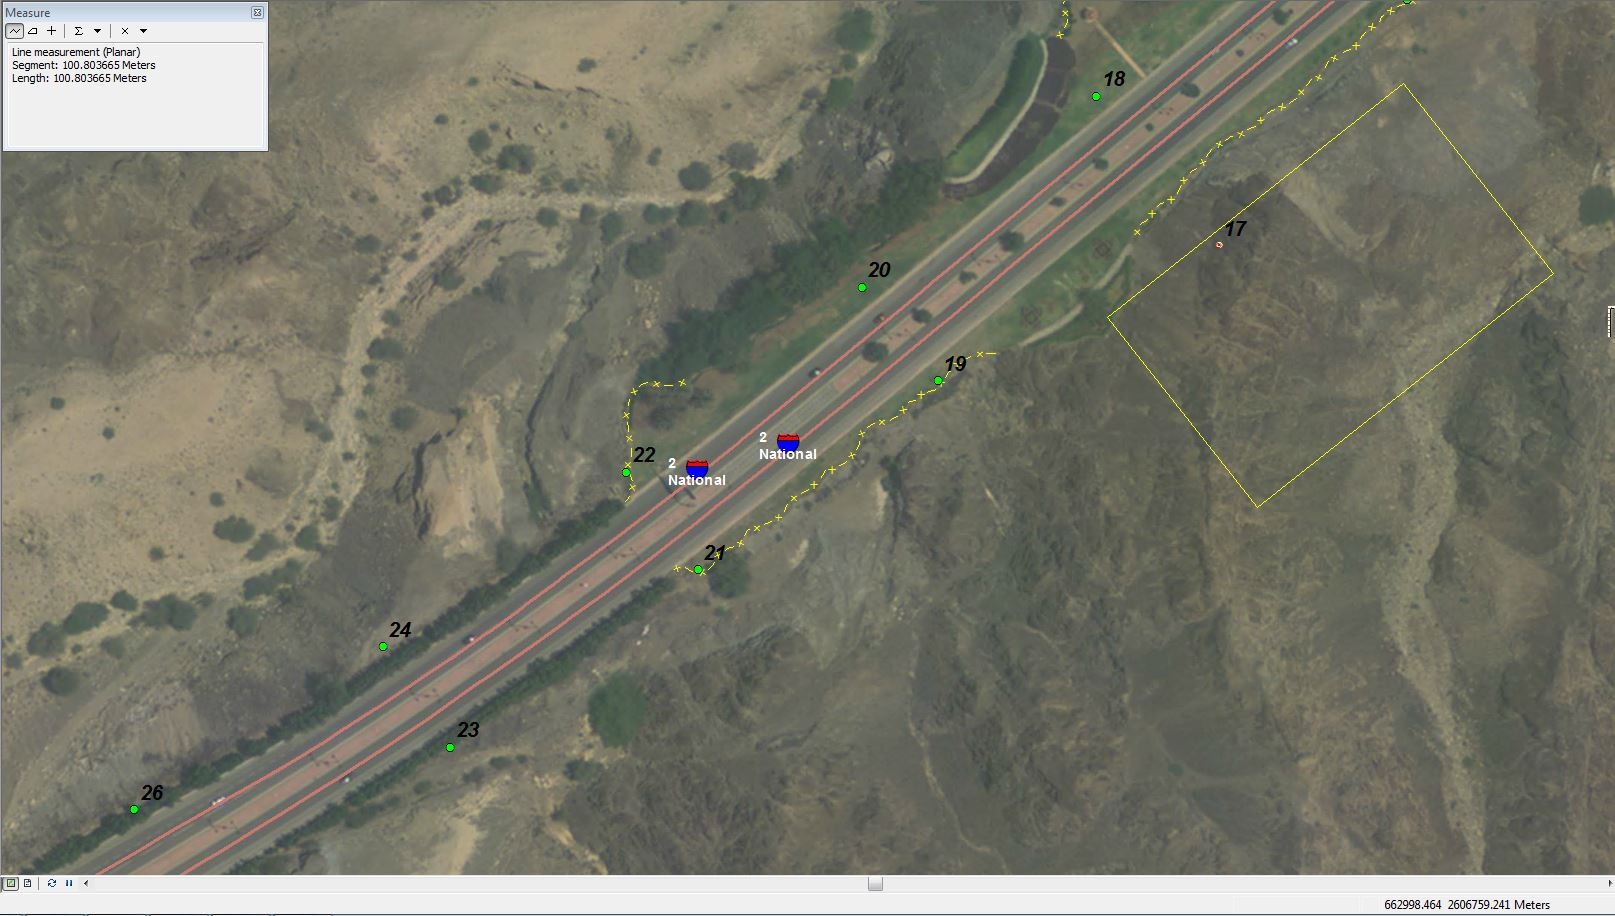 Measure
Line measurement (Planar)
Segment: 100.803665 Meters
Length: 100.803665 Meters
18
17
20
19
22
2
National
2
National
21
24
23
26
662998.464 2606759.241 Meters